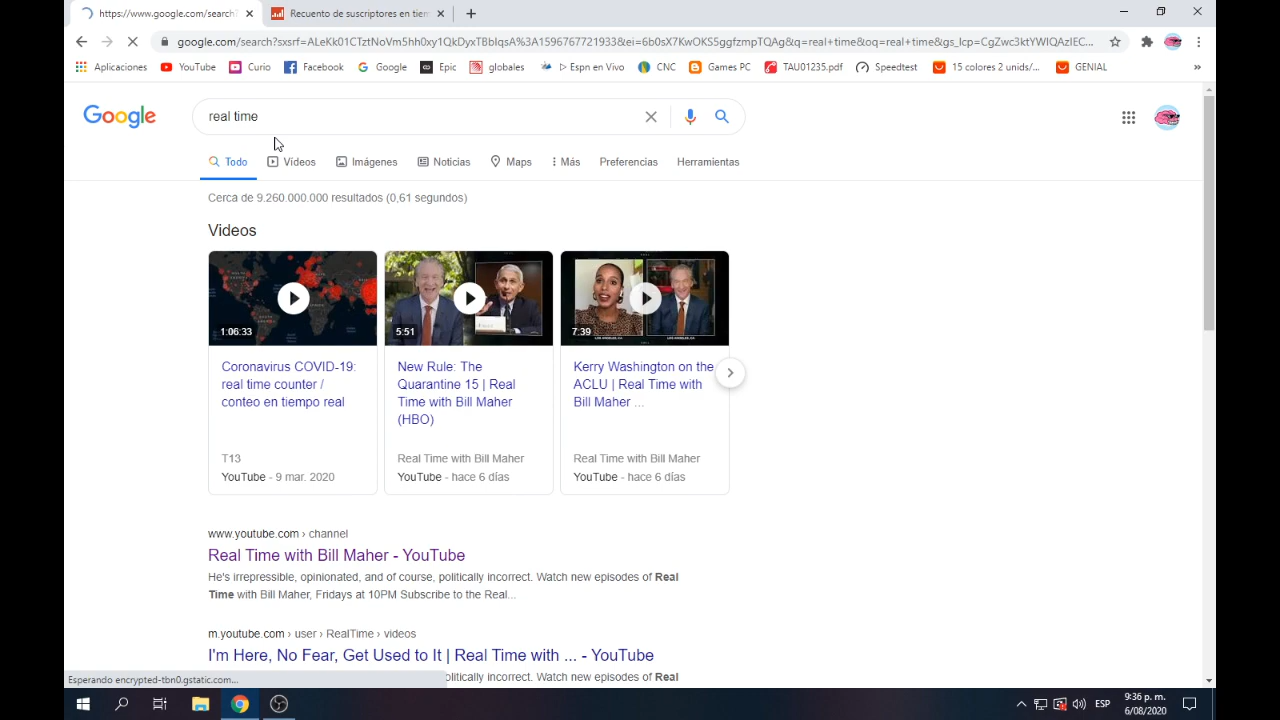 https://www.google.com/search?
Recuento de suscriptores en tiem
google.com/search?sxsrf=ALeKk01CTztNoVm5hh0xy1QkDyxTBbIqsA%3A1596767721933&ei=6b0sX7KwOKS5ggfzmpTQAg&q=real+time&oq=real+time&gs_lcp=CgZwc3ktYWIQAzIEC...
Aplicaciones
YouTube
Curio
Facebook
Google
Epic
globales
▷ Espn en Vivo
CNC
Games PC
TAU01235.pdf
Speedtest
15 colores 2 unids/...
GENIAL
»
Google
real time
Todo
Vídeos
Imágenes
Noticias
Maps
Más
Preferencias
Herramientas
Cerca de 9.260.000.000 resultados (0,61 segundos)
Videos
1:06:33
5:51
7:39
Coronavirus COVID-19:
real time counter /
conteo en tiempo real
T13
YouTube - 9 mar. 2020
New Rule: The
Quarantine 15 | Real
Time with Bill Maher
(HBO)
Real Time with Bill Maher
YouTube - hace 6 días
Kerry Washington on the
ACLU | Real Time with
Bill Maher ...
Real Time with Bill Maher
YouTube - hace 6 días
www.youtube.com › channel
Real Time with Bill Maher - YouTube
He's irrepressible, opinionated, and of course, politically incorrect. Watch new episodes of Real
Time with Bill Maher, Fridays at 10PM Subscribe to the Real...
m.youtube.com › user › RealTime › videos
I'm Here, No Fear, Get Used to It | Real Time with ... - YouTube
Esperando encrypted-tbn0.gstatic.com...
olitically incorrect. Watch new episodes of Real
ESP
9:36 p. m.
6/08/2020